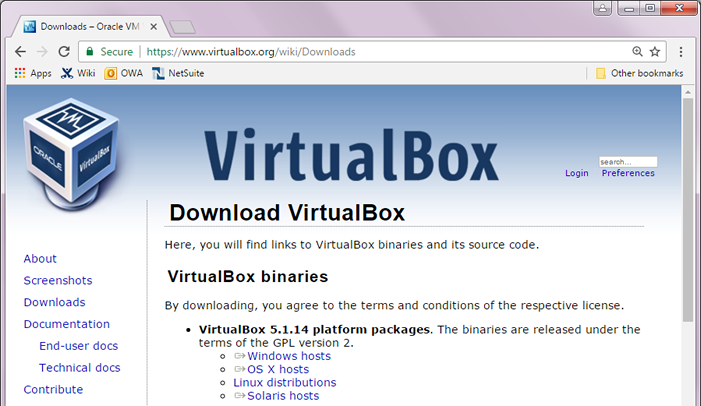 Downloads – Oracle VM
Secure https://www.virtualbox.org/wiki/Downloads
Apps Wiki OWA NetSuite Other bookmarks
ORACLE VirtualBox
VirtualBox
search...
Login Preferences
Download VirtualBox
Here, you will find links to VirtualBox binaries and its source code.
VirtualBox binaries
By downloading, you agree to the terms and conditions of the respective license.
• VirtualBox 5.1.14 platform packages. The binaries are released under the
terms of the GPL version 2.
Windows hosts
OS X hosts
Linux distributions
Solaris hosts
About
Screenshots
Downloads
Documentation
End-user docs
Technical docs
Contribute